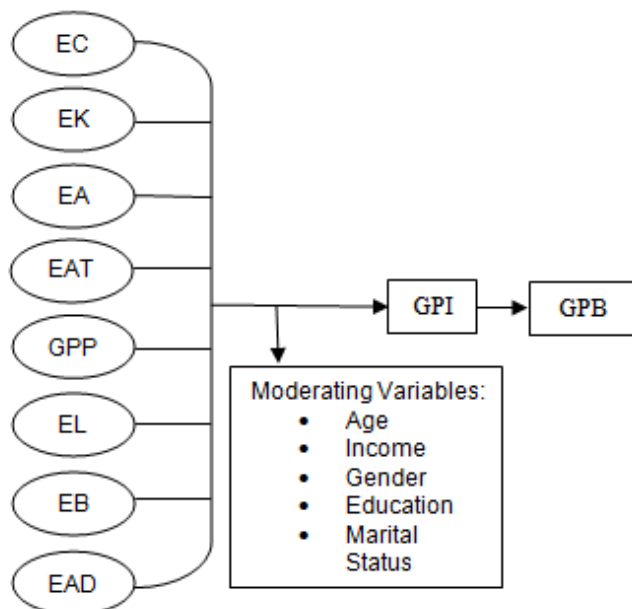 EC
EK
EA
EAT
GPP
EL
EB
EAD
GPI
GPB
Moderating Variables:
• Age
• Income
• Gender
• Education
• Marital
Status